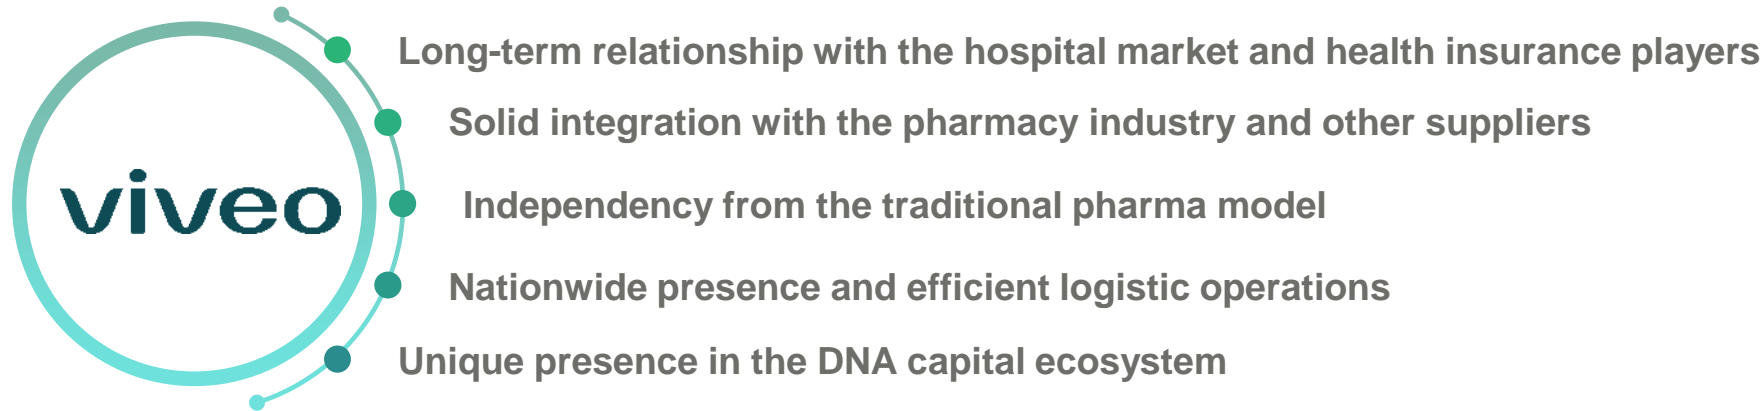 Long-term relationship with the hospital market and health insurance players
Solid integration with the pharmacy industry and other suppliers
viveo
Independency from the traditional pharma model
Nationwide presence and efficient logistic operations
Unique presence in the DNA capital ecosystem